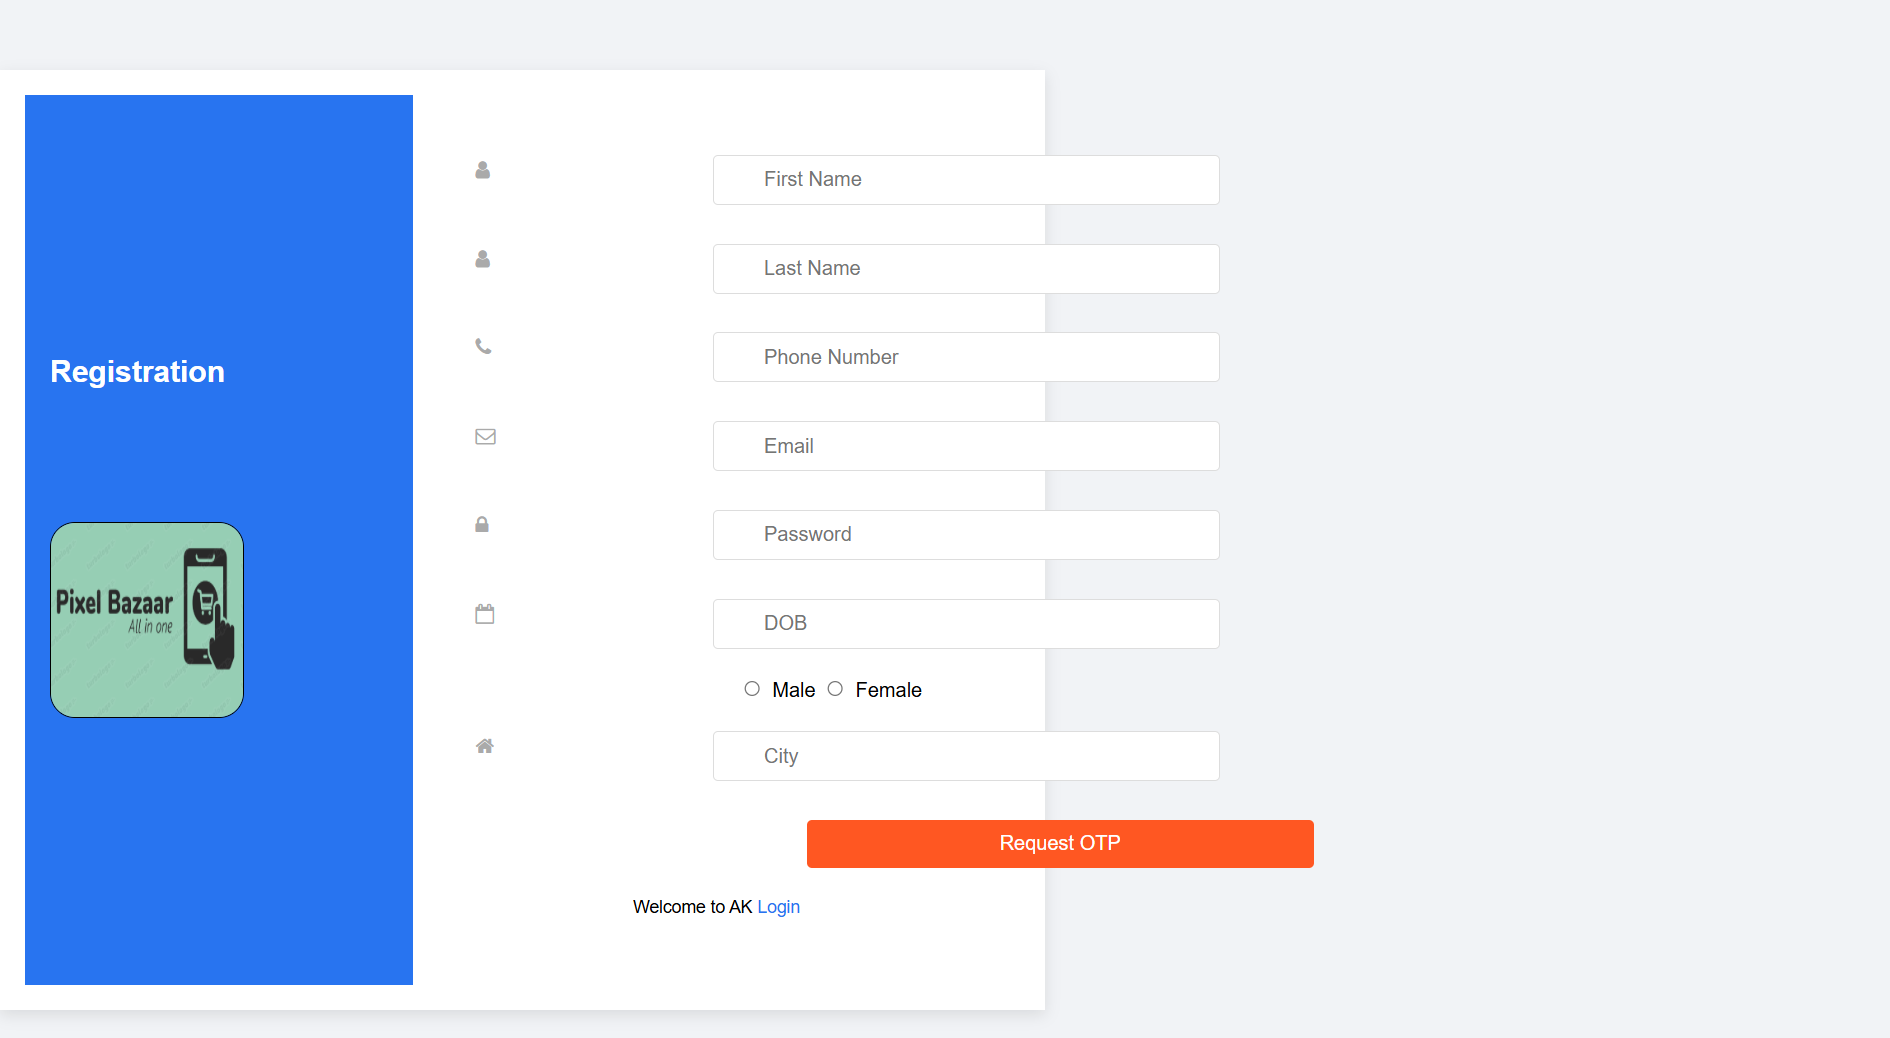 Registration
Pixel Bazaar
All in one
First Name
Last Name
Phone Number
Email
Password
DOB
Male Female
City
Request OTP
Welcome to AK Login